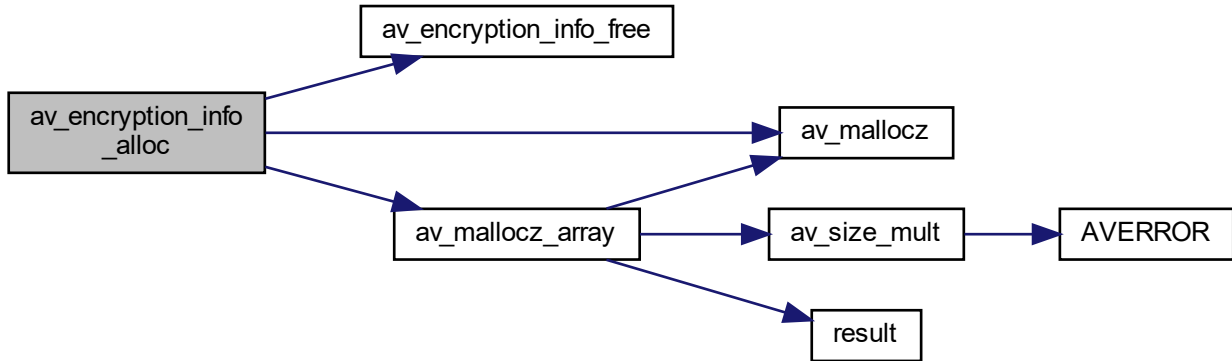 av_encryption_info_free
av_encryption_info
_alloc
av_mallocz
av_mallocz_array
av_size_mult
AVERROR
result